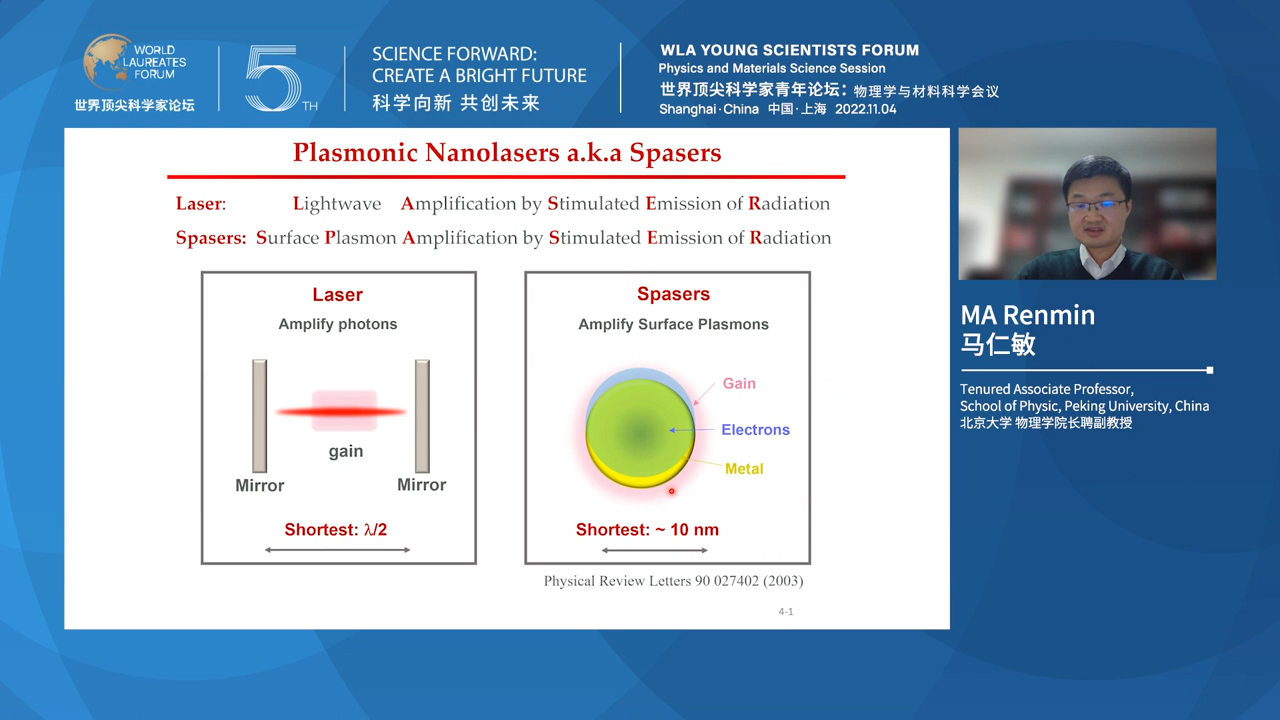 WORLD
LAUREATES
FORUM
世界顶尖科学家论坛
5TH
SCIENCE FORWARD:
CREATE A BRIGHT FUTURE
科学向新 共创未来
WLA YOUNG SCIENTISTS FORUM
Physics and Materials Science Session
世界顶尖科学家青年论坛：物理学与材料科学会议
Shanghai·China 中国·上海 2022.11.04
Plasmonic Nanolasers a.k.a Spasers
Laser: Lightwave Amplification by Stimulated Emission of Radiation
Spasers: Surface Plasmon Amplification by Stimulated Emission of Radiation
Laser
Amplify photons
gain
Mirror
Mirror
Shortest: λ/2
Spasers
Amplify Surface Plasmons
Gain
Electrons
Metal
Shortest: ~ 10 nm
Physical Review Letters 90 027402 (2003)
4-1
MA Renmin
马仁敏
Tenured Associate Professor,
School of Physic, Peking University, China
北京大学 物理学院长聘副教授